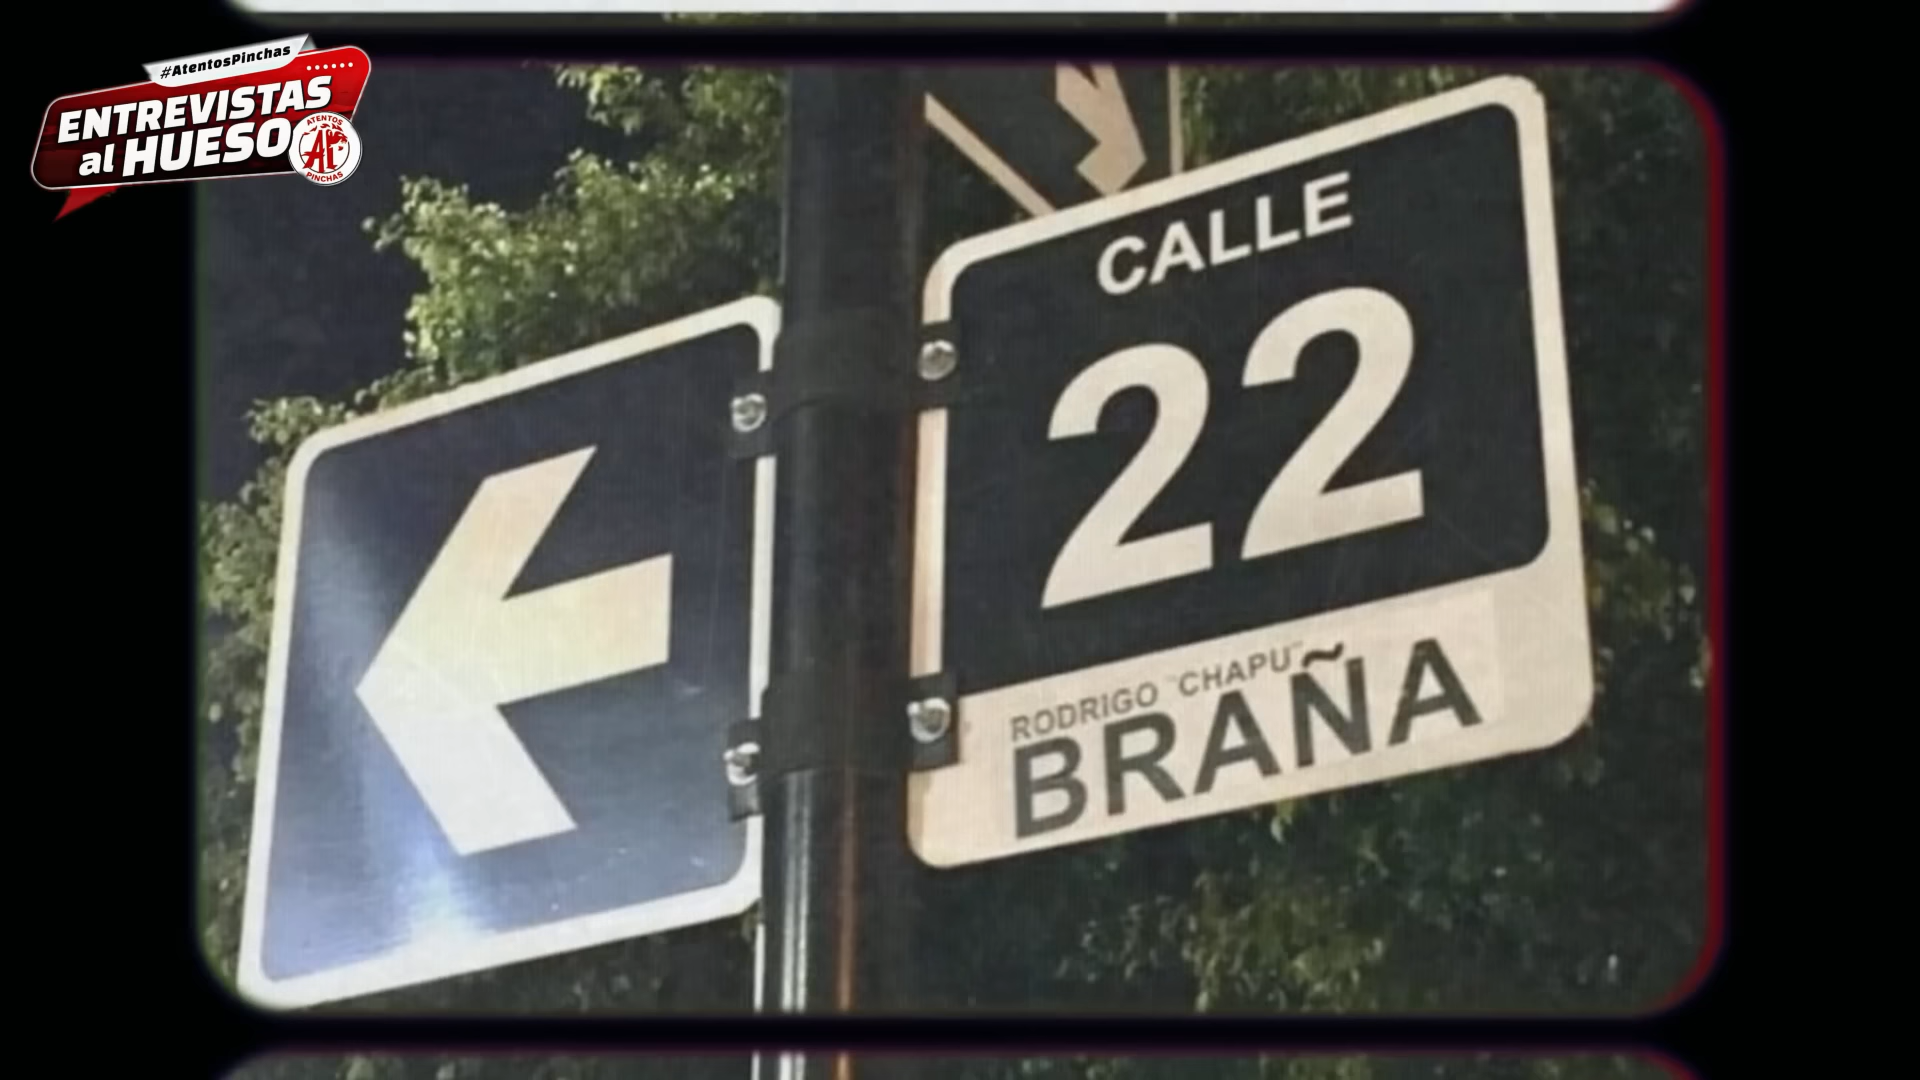 #AtentosPinchas
ENTREVISTAS
al HUESO
ATENTOS
AP
PINCHAS
CALLE
22
RODRIGO "CHAPU"
BRAÑA